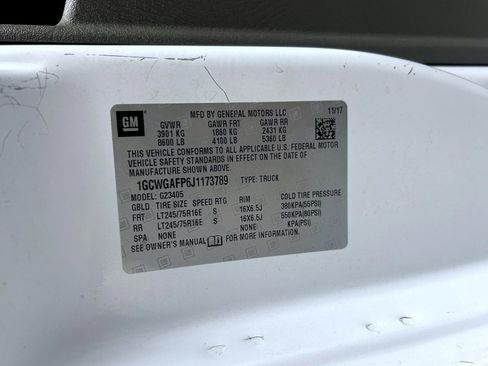 GM
MFD BY GENERAL MOTORS LLC 11/17
GVWR GAWR FRT GAWR RR
3901 KG 1860 KG 2431 KG
8600 LB 4100 LB 5360 LB
THIS VEHICLE CONFORMS TO ALL APPLICABLE U.S. FEDERAL MOTOR
VEHICLE SAFETY STANDARDS IN EFFECT ON THE DATE OF
MANUFACTURE SHOWN ABOVE.
1GCWGAFP6J1173789 TYPE: TRUCK
MODEL: G23405
GBLD TIRE SIZE SPEED RTG RIM COLD TIRE PRESSURE
FRT LT245/75R16E S 16X6.5J 380KPA(55PSI)
RR LT245/75R16E S 16X6.5J 550KPA(80PSI)
SPA NONE NONE KPA(PSI)
SEE OWNER'S MANUAL FOR MORE INFORMATION.